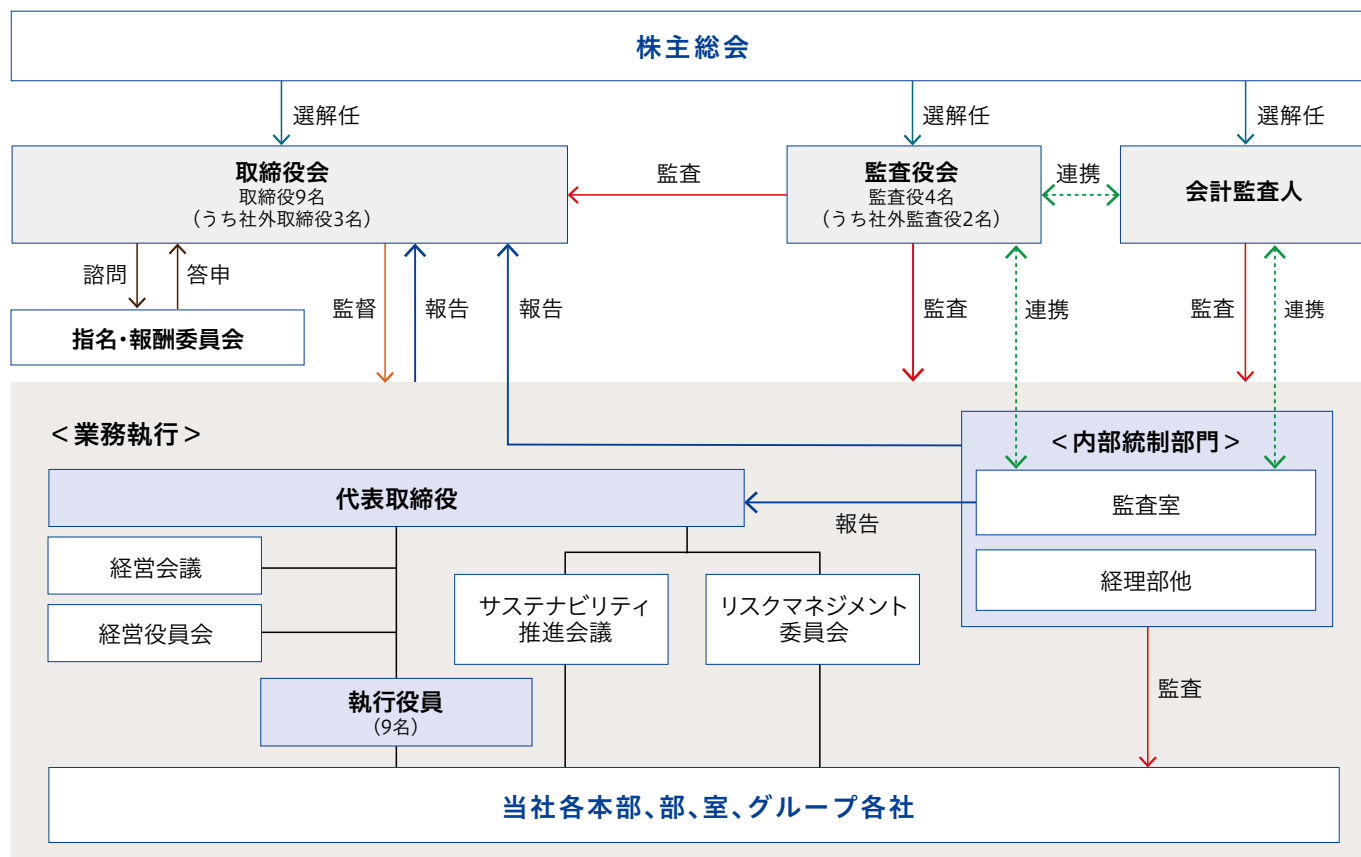 株主総会
選解任
選解任
選解任
取締役会
取締役9名
（うち社外取締役3名）
監査
監査役会
監査役4名
（うち社外監査役2名）
連携
会計監査人
諮問
答申
監督
報告
報告
監査
連携
監査
連携
指名・報酬委員会
＜業務執行＞
＜内部統制部門＞
代表取締役
報告
監査室
経営会議
経理部他
サステナビリティ
推進会議
リスクマネジメント
委員会
経営役員会
執行役員
（9名）
監査
当社各本部、部、室、グループ各社